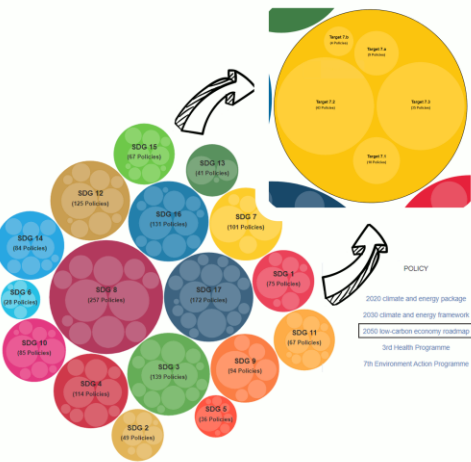 Target 7.b
Target 7.a
Target 7.2
Target 7.3
Target 7.1
SDG 15
(67 Policies)
SDG 13
(41 Policies)
SDG 12
(125 Policies)
SDG 16
(131 Policies)
SDG 7
(101 Policies)
SDG 14
(84 Policies)
SDG 6
(28 Policies)
SDG 8
(257 Policies)
SDG 17
(172 Policies)
SDG 1
(75 Policies)
SDG 10
(85 Policies)
SDG 11
(67 Policies)
SDG 3
(139 Policies)
SDG 9
(94 Policies)
SDG 4
(114 Policies)
SDG 5
(36 Policies)
SDG 2
(49 Policies)
POLICY
2020 climate and energy package
2030 climate and energy framework
2050 low-carbon economy roadmap
3rd Health Programme
7th Environment Action Programme